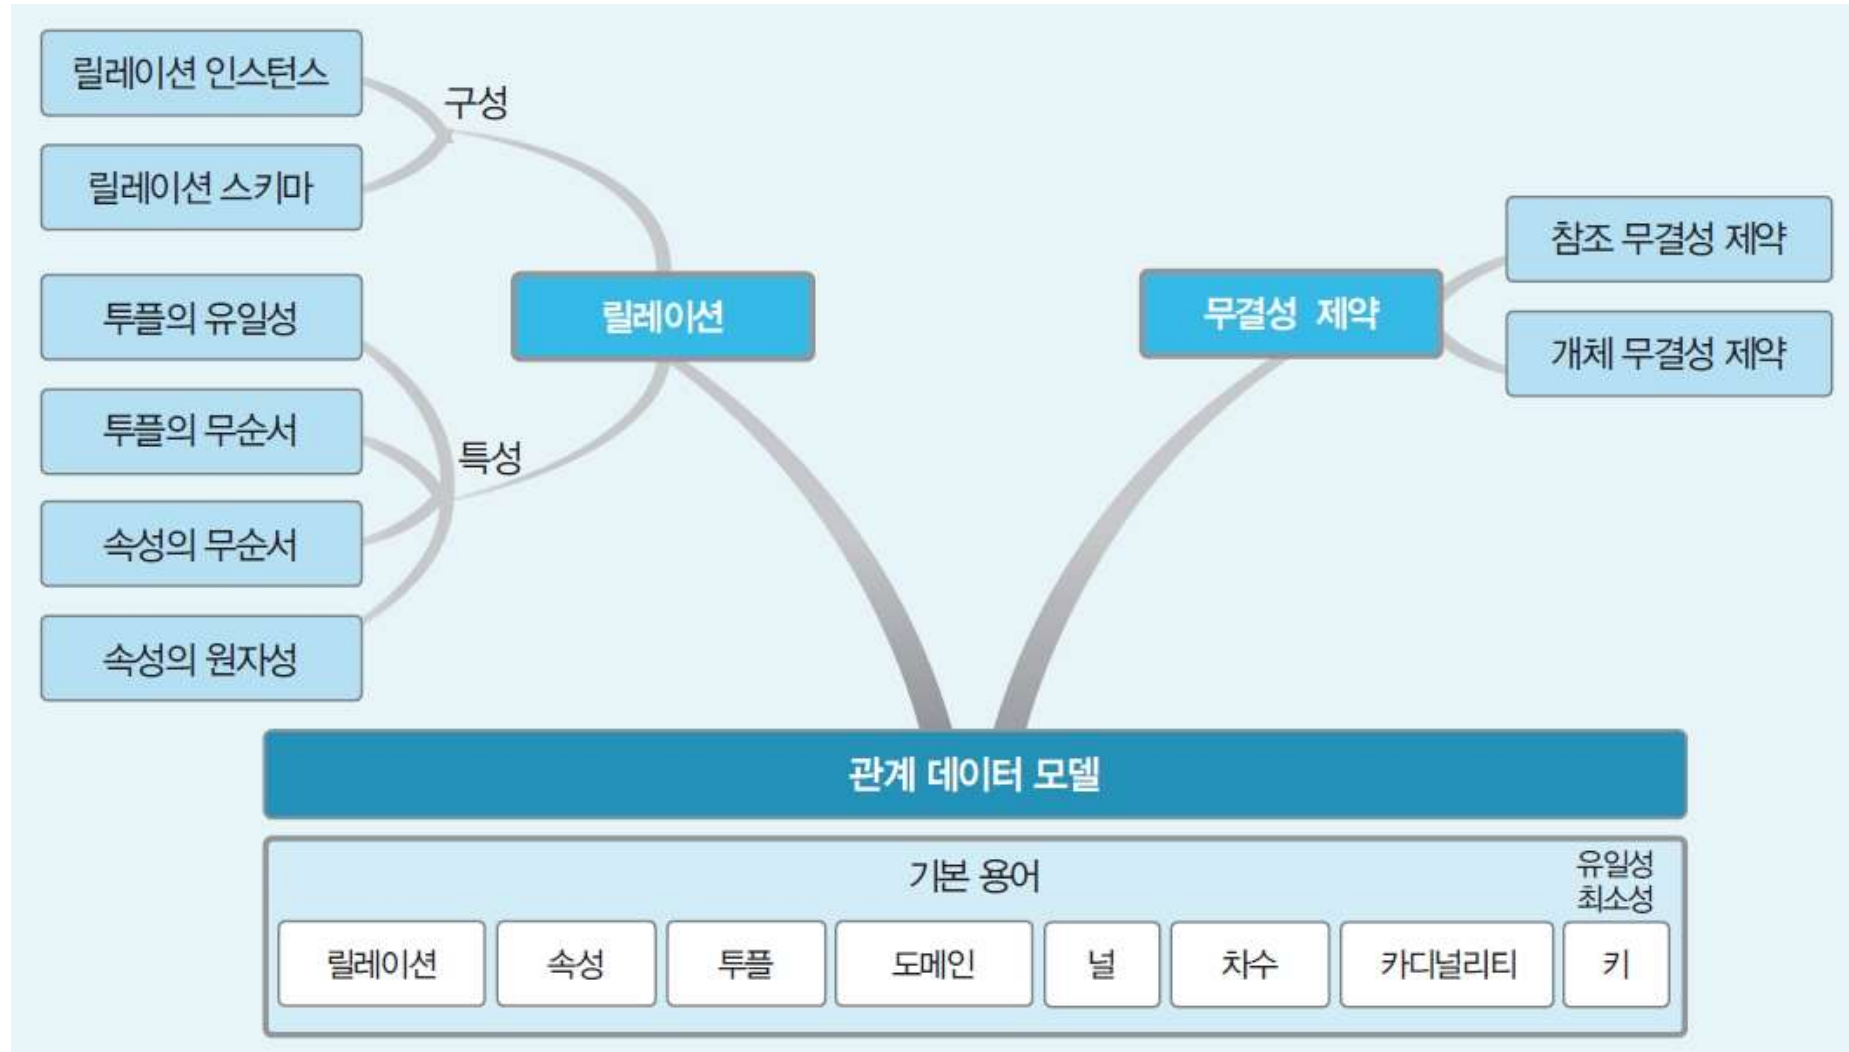 릴레이션 인스턴스
구성
릴레이션 스키마
투플의 유일성
투플의 무순서
특성
속성의 무순서
속성의 원자성
릴레이션
무결성 제약
참조 무결성 제약
개체 무결성 제약
관계 데이터 모델
기본 용어
유일성
최소성
릴레이션
속성
투플
도메인
널
차수
카디널리티
키